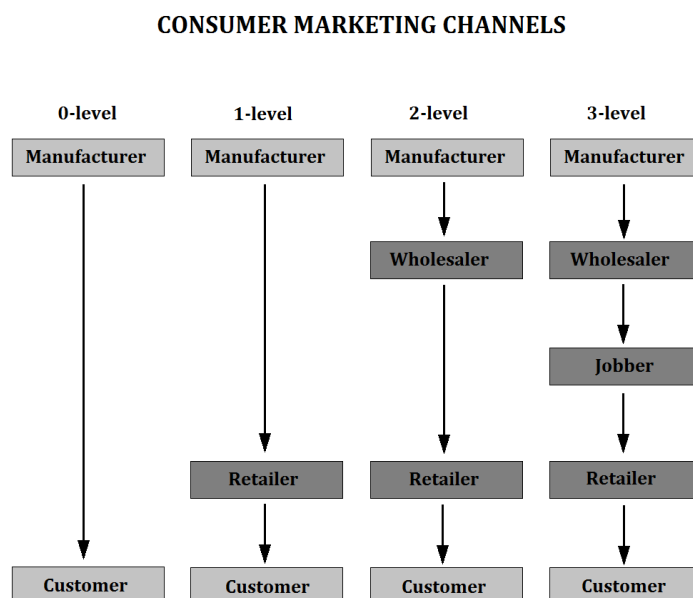 CONSUMER MARKETING CHANNELS
0-level 1-level 2-level 3-level
Manufacturer Manufacturer Manufacturer Manufacturer
Wholesaler Wholesaler
Jobber
Retailer Retailer Retailer
Customer Customer Customer Customer